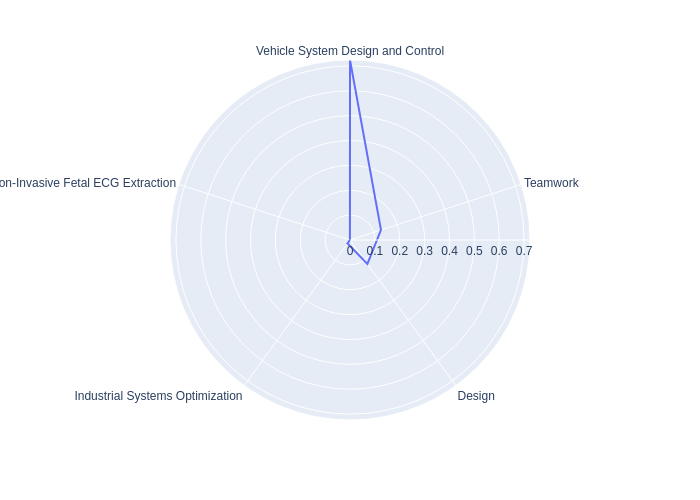 Vehicle System Design and Control
on-Invasive Fetal ECG Extraction
Teamwork
0 0.1 0.2 0.3 0.4 0.5 0.6 0.7
Industrial Systems Optimization
Design